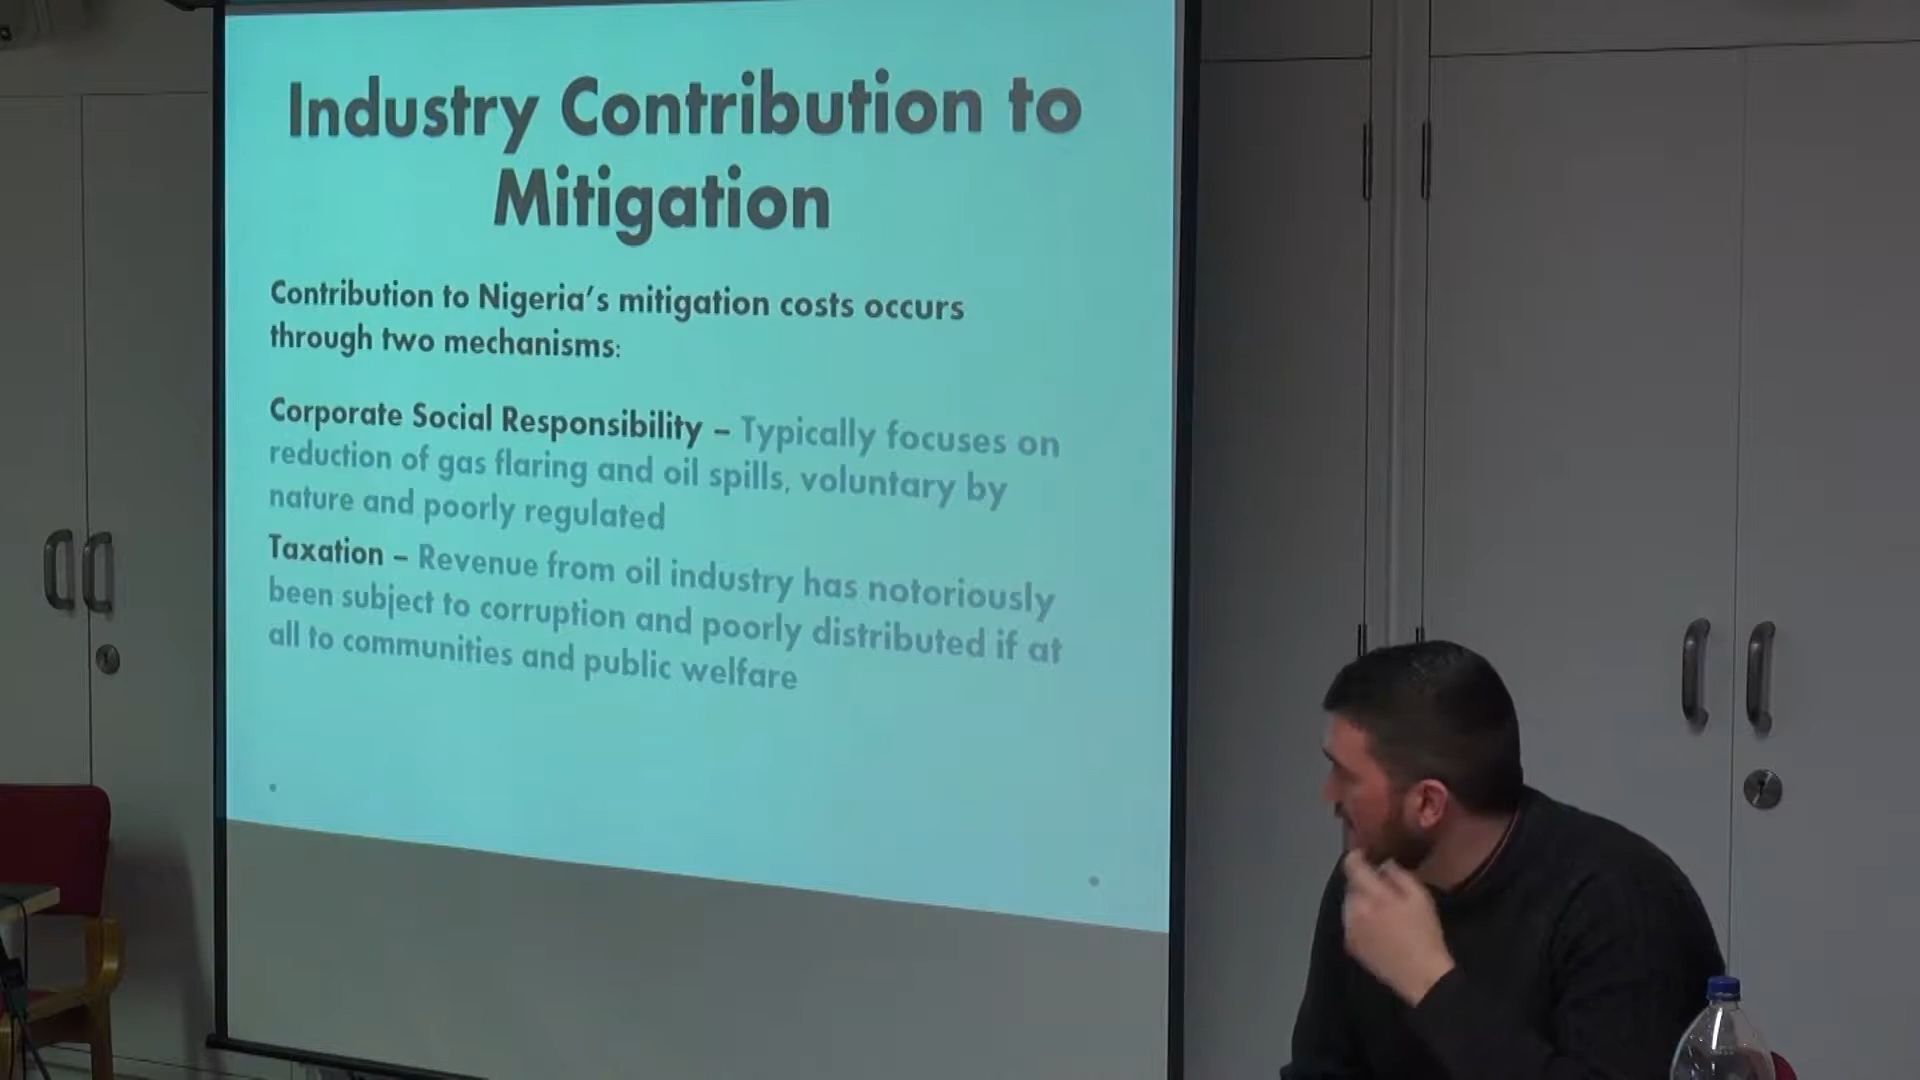 Industry Contribution to
Mitigation
Contribution to Nigeria's mitigation costs occurs
through two mechanisms:
Corporate Social Responsibility – Typically focuses on
reduction of gas flaring and oil spills, voluntary by
nature and poorly regulated
Taxation – Revenue from oil industry has notoriously
been subject to corruption and poorly distributed if at
all to communities and public welfare